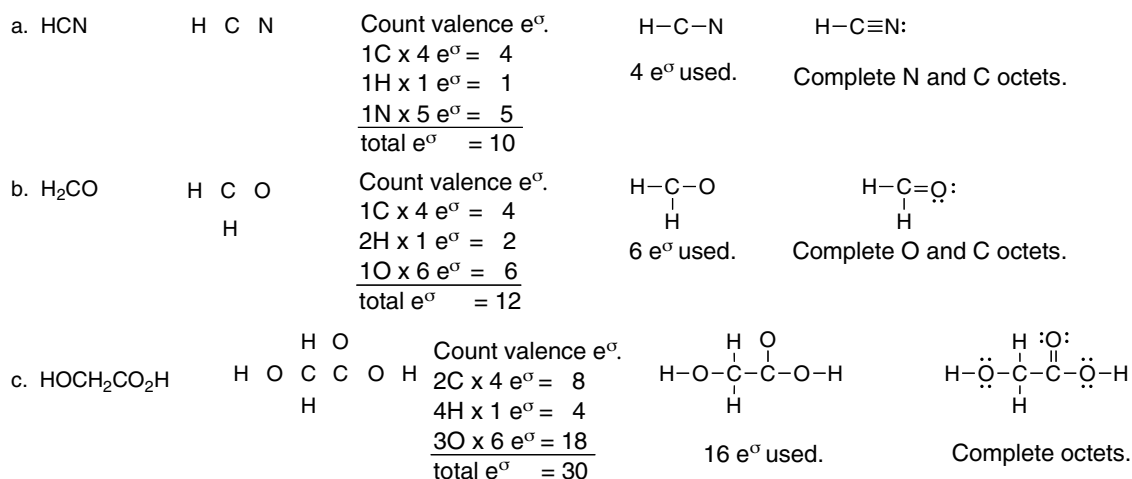 a. HCN H C N Count valence e^σ. H–C–N H–C≡N:
1C x 4 e^σ = 4 4 e^σ used. Complete N and C octets.
1H x 1 e^σ = 1
1N x 5 e^σ = 5
total e^σ = 10
b. H₂CO H C O Count valence e^σ. H–C–O H–C=O:
H 1C x 4 e^σ = 4 H H
2H x 1 e^σ = 2 6 e^σ used. Complete O and C octets.
1O x 6 e^σ = 6
total e^σ = 12
H O H O H :O:
c. HOCH₂CO₂H H O C C O H Count valence e^σ. H–O–C–C–O–H H–O–C–C–O–H
H 2C x 4 e^σ = 8 H H
4H x 1 e^σ = 4
3O x 6 e^σ = 18 16 e^σ used. Complete octets.
total e^σ = 30